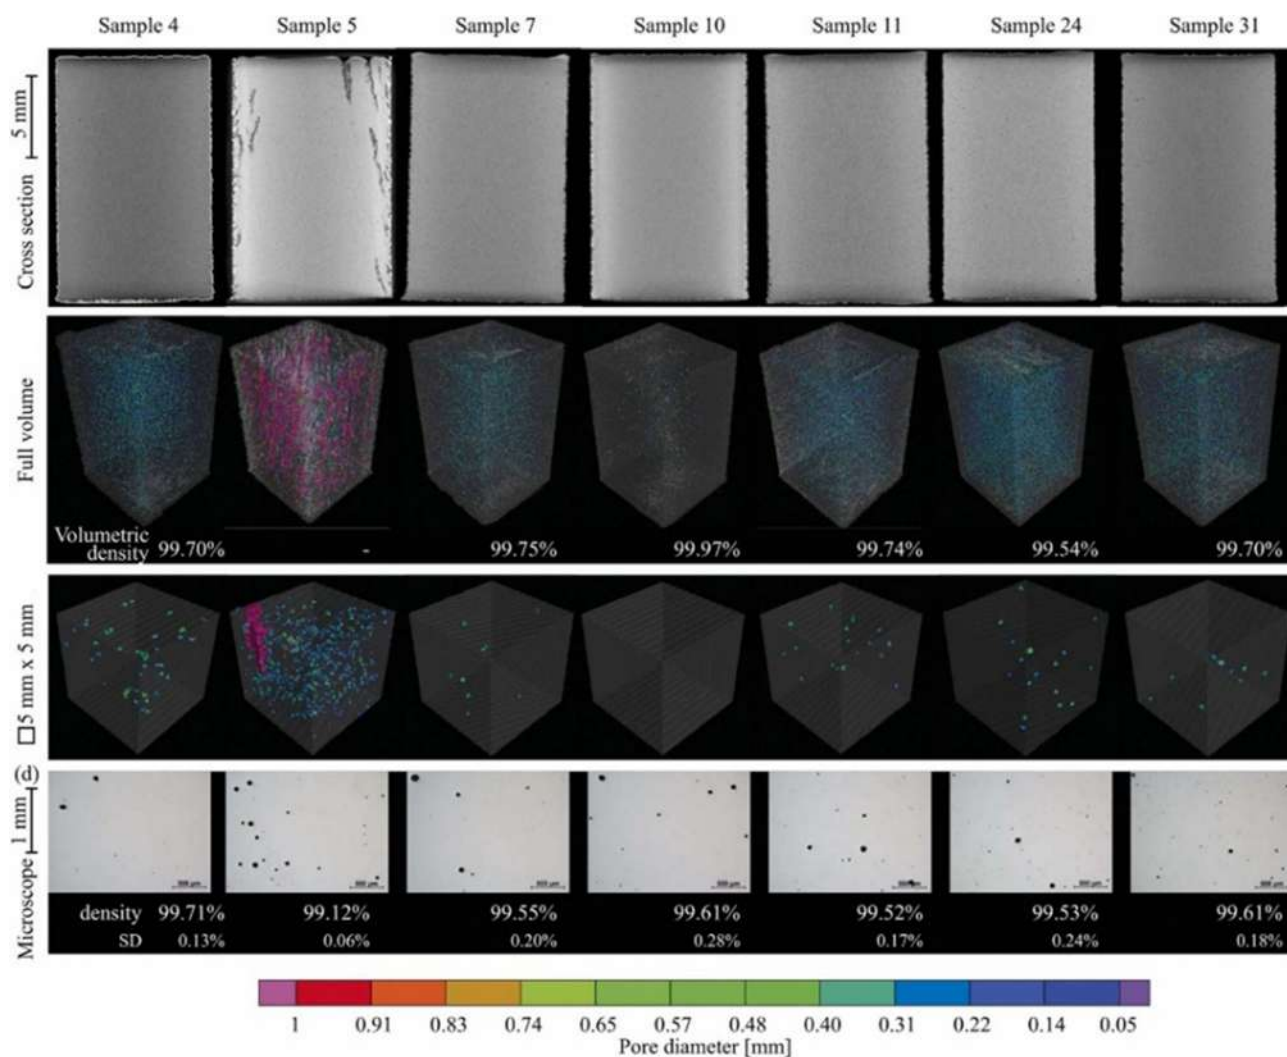 Sample 4 Sample 5 Sample 7 Sample 10 Sample 11 Sample 24 Sample 31
5 mm
Cross section
Full volume
Volumetric
density 99.70% - 99.75% 99.97% 99.74% 99.54% 99.70%
5 mm x 5 mm
(d)
1 mm
Microscope
density 99.71% 99.12% 99.55% 99.61% 99.52% 99.53% 99.61%
SD 0.13% 0.06% 0.20% 0.28% 0.17% 0.24% 0.18%
1 0.91 0.83 0.74 0.65 0.57 0.48 0.40 0.31 0.22 0.14 0.05
Pore diameter [mm]